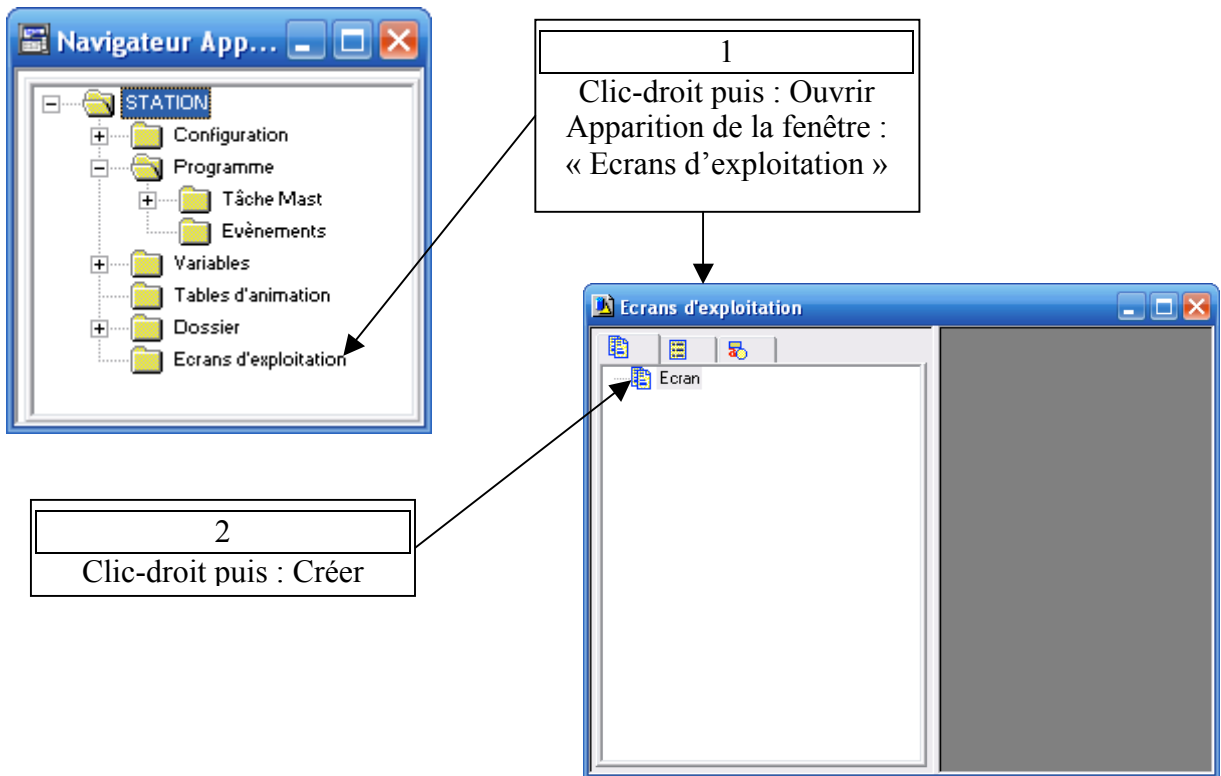 Navigateur App...
STATION
Configuration
Programme
Tâche Mast
Evènements
Variables
Tables d'animation
Dossier
Ecrans d'exploitation
1
Clic-droit puis : Ouvrir
Apparition de la fenêtre :
« Ecrans d’exploitation »
Ecrans d'exploitation
Ecran
2
Clic-droit puis : Créer